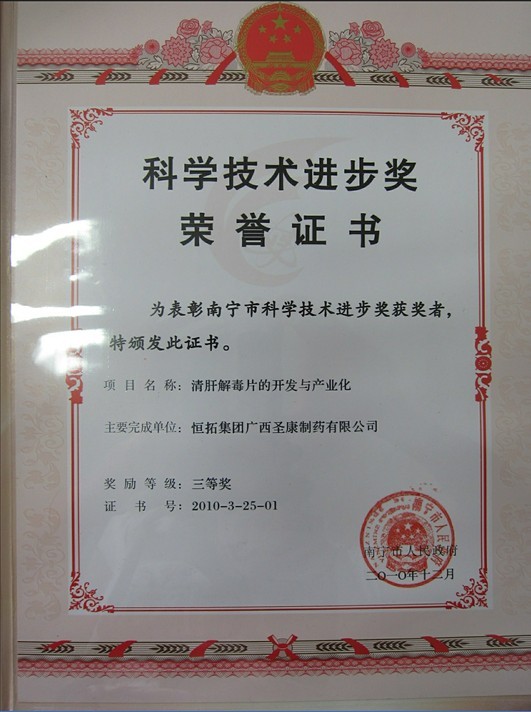 科学技术进步奖
荣誉证书
为表彰南宁市科学技术进步奖获奖者，
特颁发此证书。
项目名称：清肝解毒片的开发与产业化
主要完成单位：恒拓集团广西圣康制药有限公司
奖励等级：三等奖
证书号：2010-3-25-01
南宁市人民政府
二〇一〇年十二月